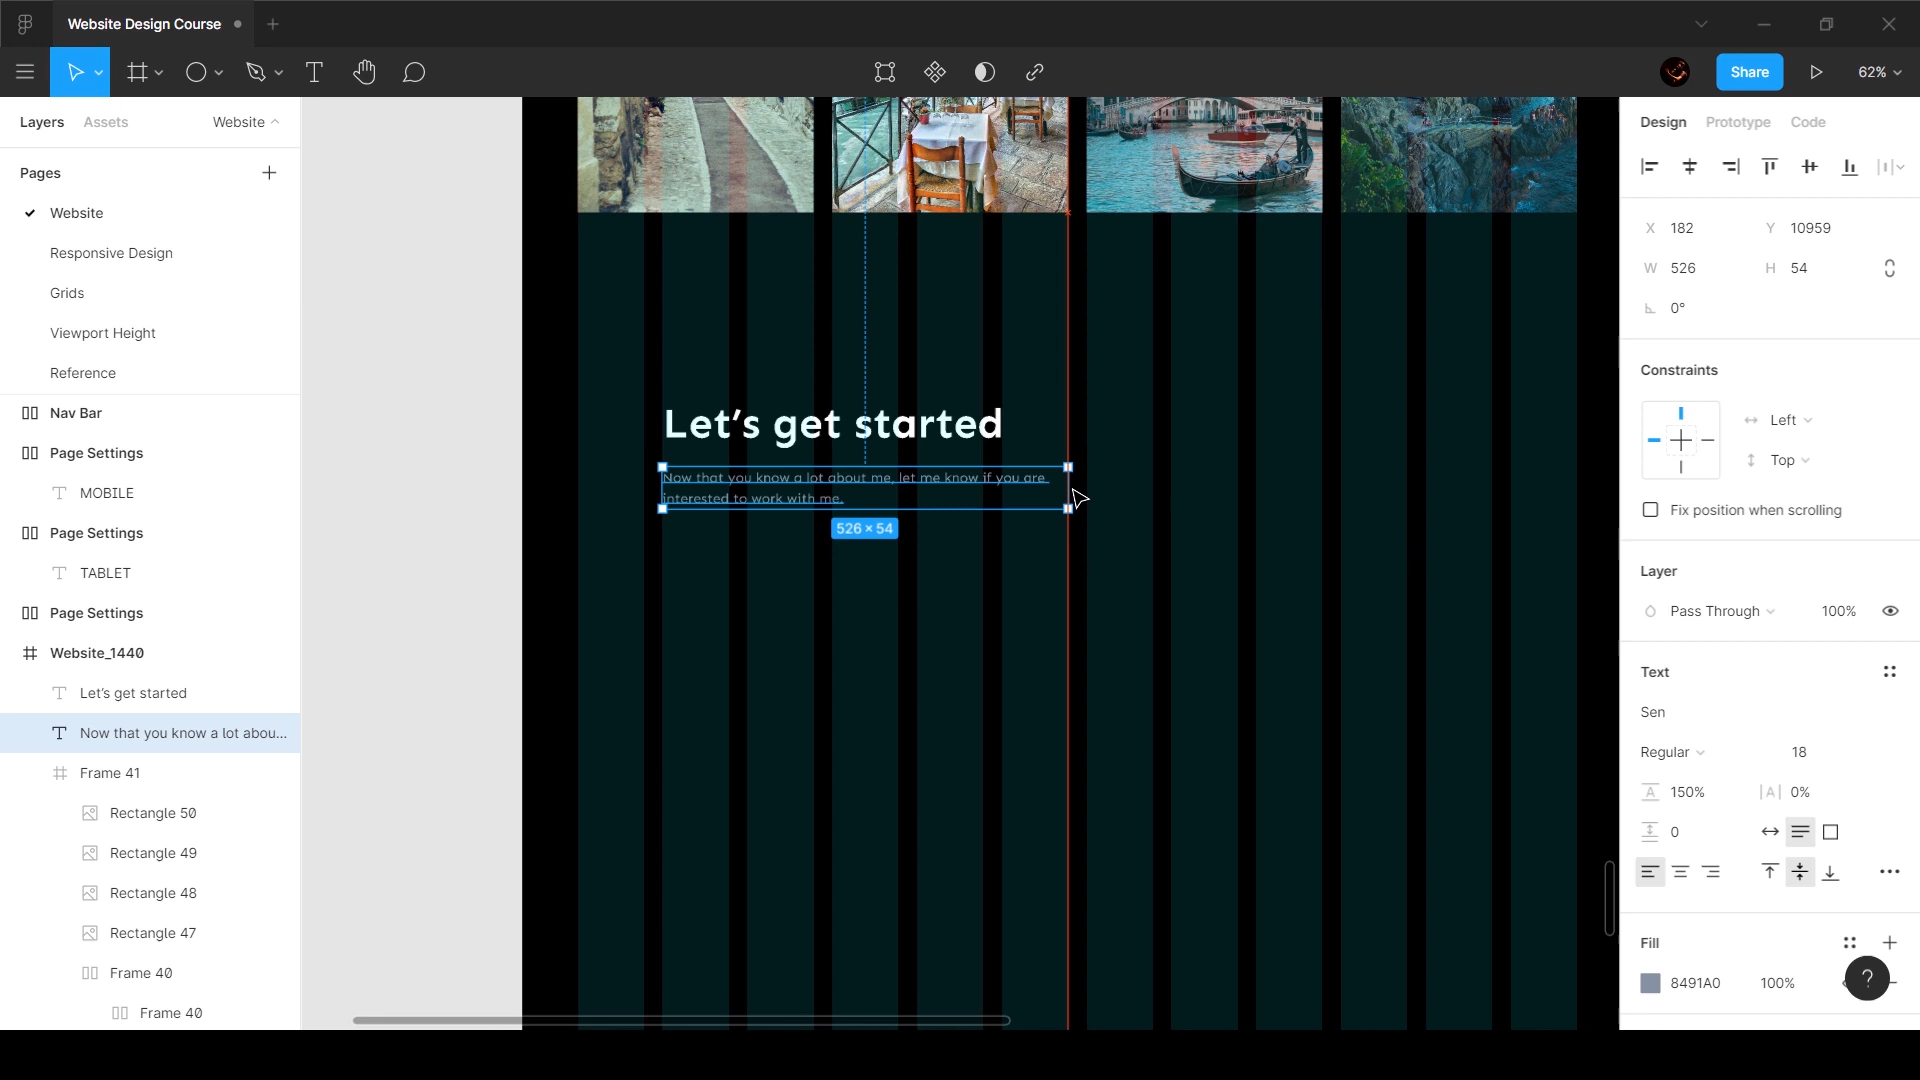 Website Design Course
Share
62%
Layers
Assets
Website
Pages
Website
Responsive Design
Grids
Viewport Height
Reference
Nav Bar
Page Settings
MOBILE
Page Settings
TABLET
Page Settings
Website_1440
Let's get started
Now that you know a lot abou...
Frame 41
Rectangle 50
Rectangle 49
Rectangle 48
Rectangle 47
Frame 40
Frame 40
Let's get started
Now that you know a lot about me, let me know if you are
interested to work with me.
526 × 54
Design
Prototype
Code
X 182
Y 10959
W 526
H 54
0°
Constraints
Left
Top
Fix position when scrolling
Layer
Pass Through
100%
Text
Sen
Regular
18
A 150%
|A| 0%
0
Fill
8491A0
100%
?